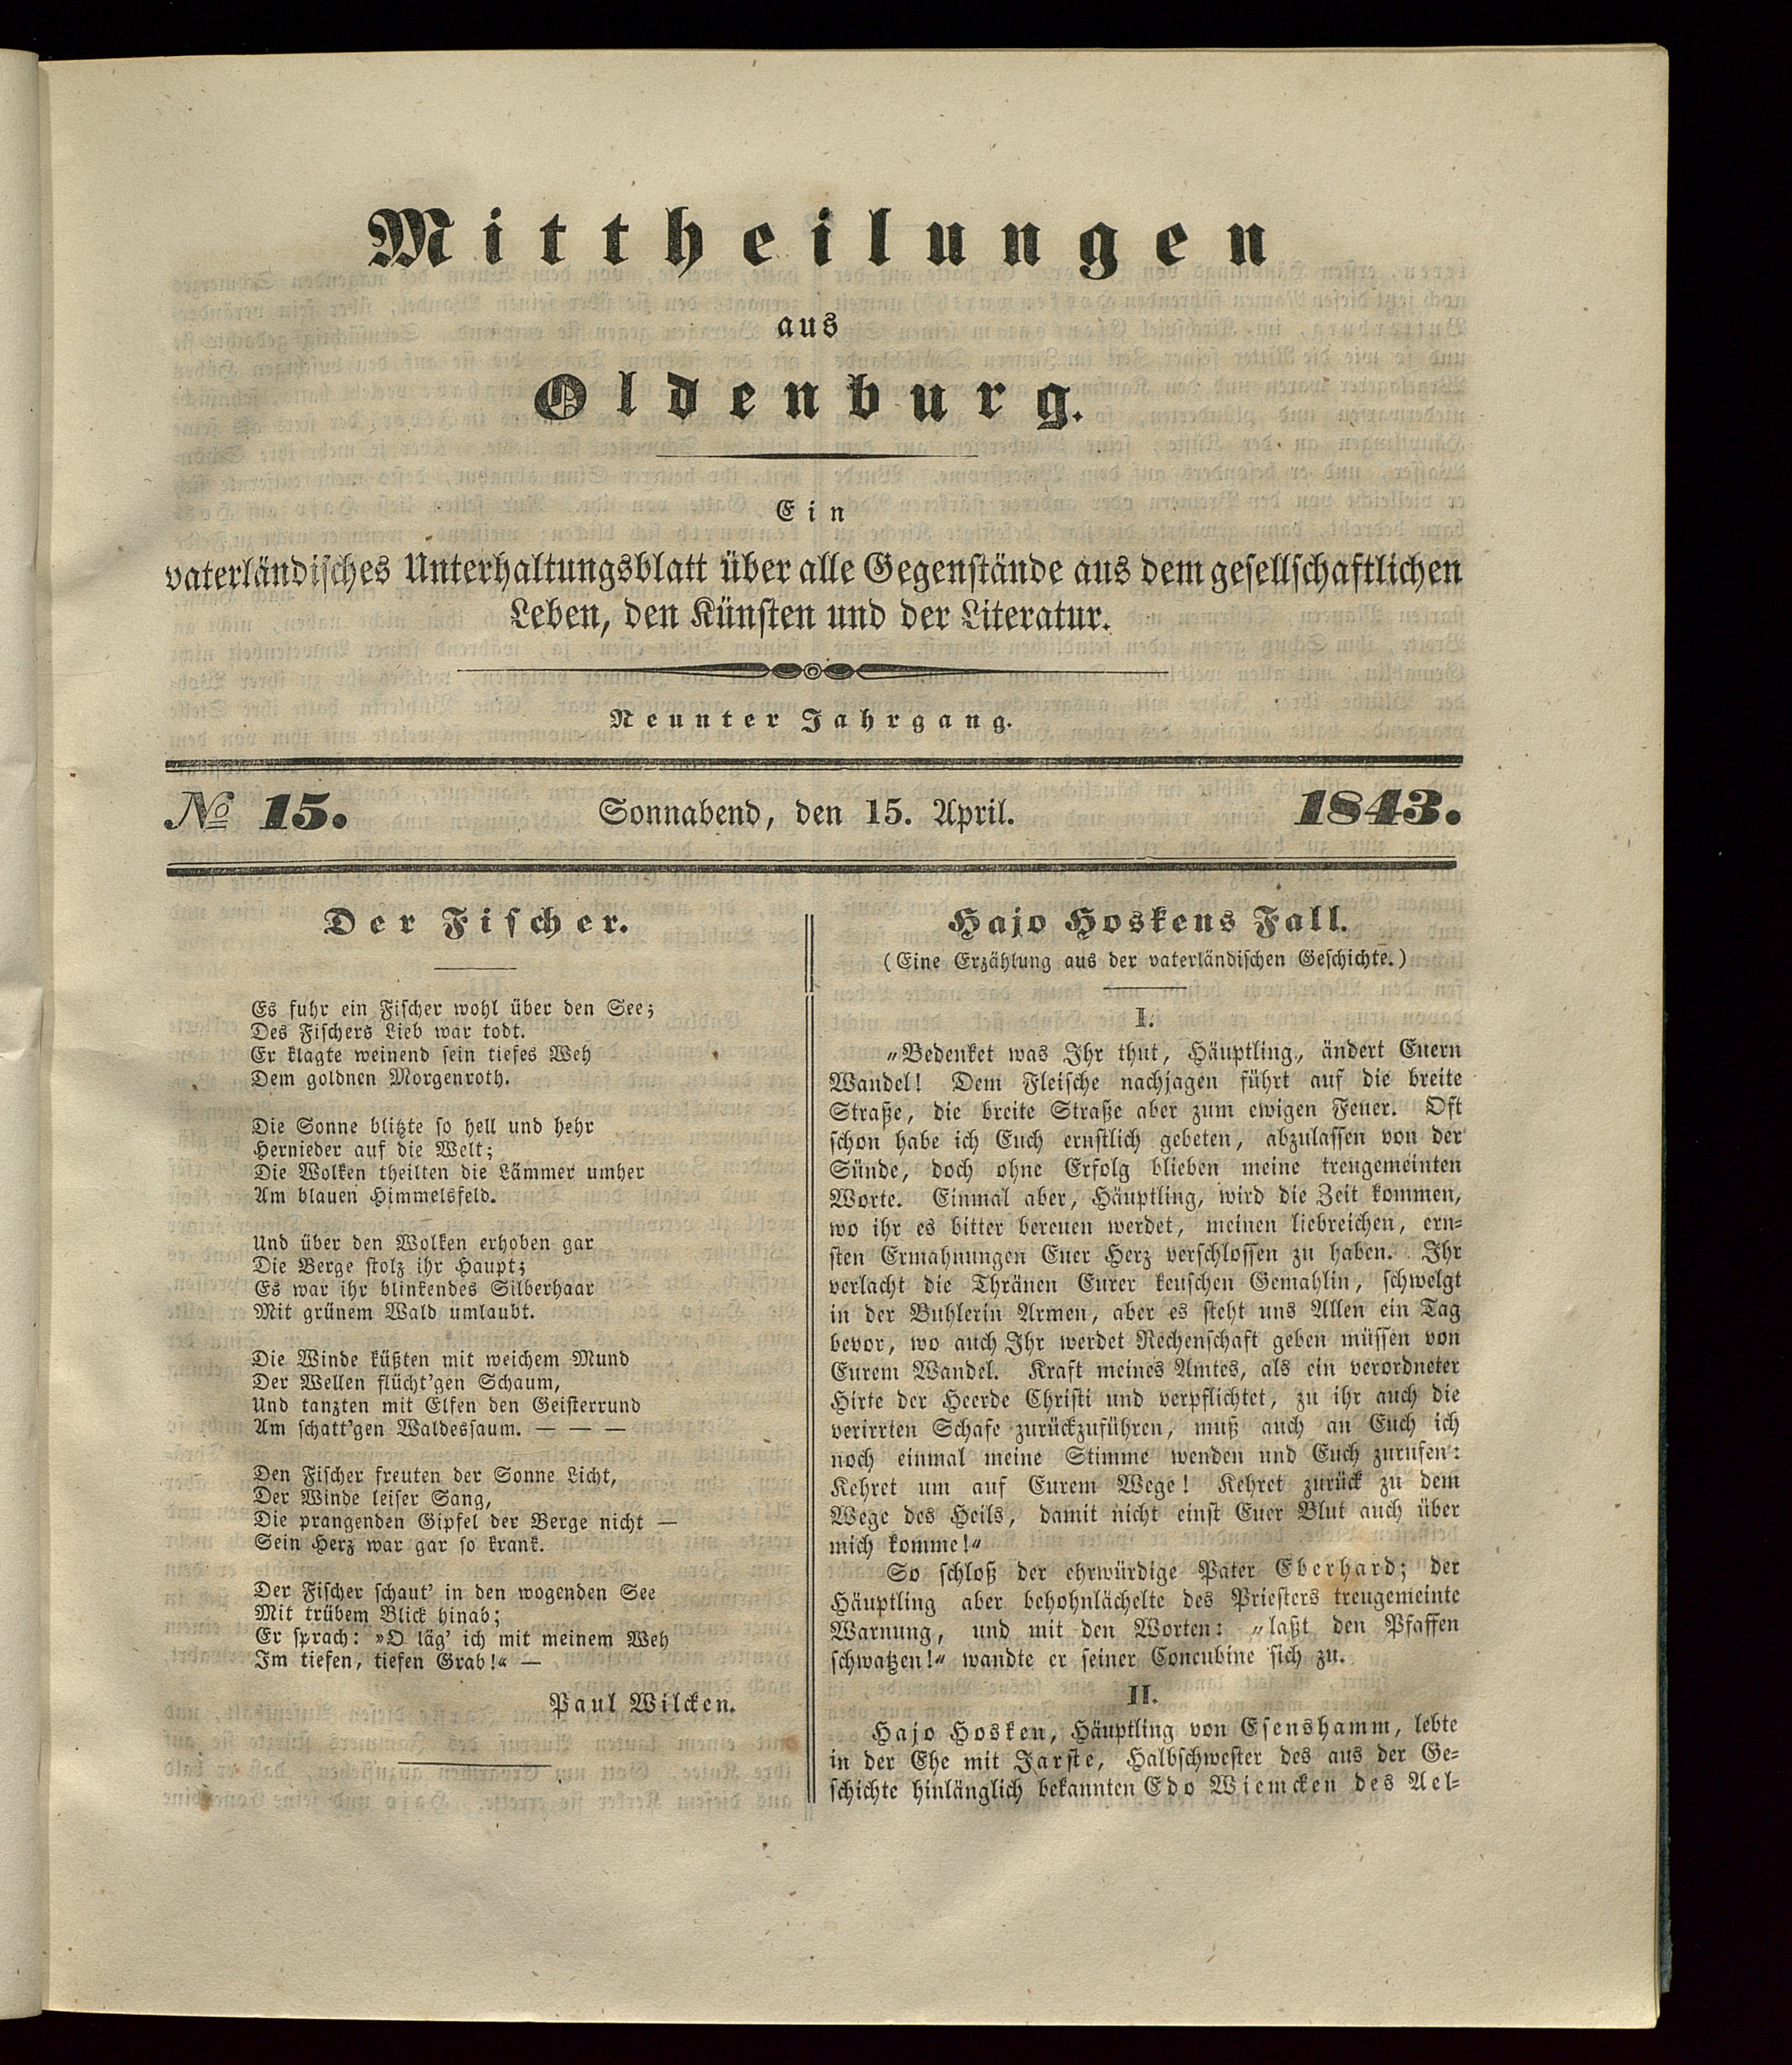 Mittheilungen
aus
Oldenburg.
Ein
vaterländisches Unterhaltungsblatt über alle Gegenstände aus dem gesellschaftlichen
Leben, den Künsten und der Literatur.
Neunter Jahrgang.
№ 15. Sonnabend, den 15. April. 1843.
Der Fischer.
Es fuhr ein Fischer wohl über den See;
Des Fischers Lieb war todt.
Er klagte weinend sein tiefes Weh
Dem goldnen Morgenroth.
Die Sonne blitzte so hell und hehr
Hernieder auf die Welt;
Die Wolken theilten die Lämmer umher
Am blauen Himmelsfeld.
Und über den Wolken erhoben gar
Die Berge stolz ihr Haupt;
Es war ihr blinkendes Silberhaar
Mit grünem Wald umlaubt.
Die Winde küßten mit weichem Mund
Der Wellen flücht'gen Schaum,
Und tanzten mit Elfen den Geisterrund
Am schatt'gen Waldessaum. — — —
Den Fischer freuten der Sonne Licht,
Der Winde leiser Sang,
Die prangenden Gipfel der Berge nicht —
Sein Herz war gar so krank.
Der Fischer schaut' in den wogenden See
Mit trübem Blick hinab;
Er sprach: »O läg' ich mit meinem Weh
Im tiefen, tiefen Grab!« —
Paul Wilcken.
Hajo Hoskens Fall.
(Eine Erzählung aus der vaterländischen Geschichte.)
I.
„Bedenket was Ihr thut, Häuptling, ändert Euern
Wandel! Dem Fleische nachjagen führt auf die breite
Straße, die breite Straße aber zum ewigen Feuer. Oft
schon habe ich Euch ernstlich gebeten, abzulassen von der
Sünde, doch ohne Erfolg blieben meine treugemeinten
Worte. Einmal aber, Häuptling, wird die Zeit kommen,
wo ihr es bitter bereuen werdet, meinen liebreichen, ern-
sten Ermahnungen Euer Herz verschlossen zu haben. Ihr
verlacht die Thränen Eurer keuschen Gemahlin, schwelgt
in der Buhlerin Armen, aber es steht uns Allen ein Tag
bevor, wo auch Ihr werdet Rechenschaft geben müssen von
Eurem Wandel. Kraft meines Amtes, als ein verordneter
Hirte der Heerde Christi und verpflichtet, zu ihr auch die
verirrten Schafe zurückzuführen, muß auch an Euch ich
noch einmal meine Stimme wenden und Euch zurufen:
Kehret um auf Eurem Wege! Kehret zurück zu dem
Wege des Heils, damit nicht einst Euer Blut auch über
mich komme!“
So schloß der ehrwürdige Pater Eberhard; der
Häuptling aber behohnlächelte des Priesters treugemeinte
Warnung, und mit den Worten: „laßt den Pfaffen
schwatzen!“ wandte er seiner Concubine sich zu.
II.
Hajo Hosken, Häuptling von Esenshamm, lebte
in der Ehe mit Jarste, Halbschwester des aus der Ge-
schichte hinlänglich bekannten Edo Wiemcken des Ael-